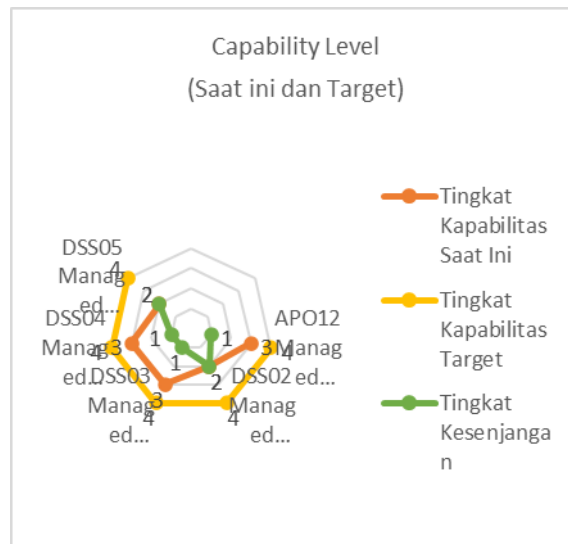 Capability Level
(Saat ini dan Target)
DSS05
Manag
ed...
4
2
DSS04
Manag
ed...
4
3
1
APO12
Manag
ed...
1
3
4
DSS03
Manag
ed...
1
3
4
DSS02
Manag
ed...
2
4
Tingkat
Kapabilitas
Saat Ini
Tingkat
Kapabilitas
Target
Tingkat
Kesenjanga
n